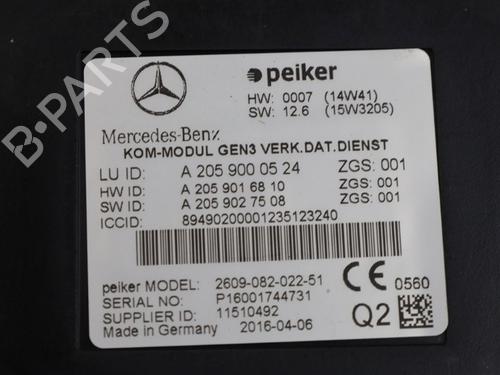 peiker
HW: 0007 (14W41)
SW: 12.6 (15W3205)
Mercedes-Benz
KOM-MODUL GEN3 VERK.DAT.DIENST
LU ID: A 205 900 05 24 ZGS: 001
HW ID: A 205 901 68 10 ZGS: 001
SW ID: A 205 902 75 08 ZGS: 001
ICCID: 89490200001235123240
peiker MODEL: 2609-082-022-51 CE 0560
SERIAL NO: P16001744731
SUPPLIER ID: 11510492
Made in Germany 2016-04-06 Q2